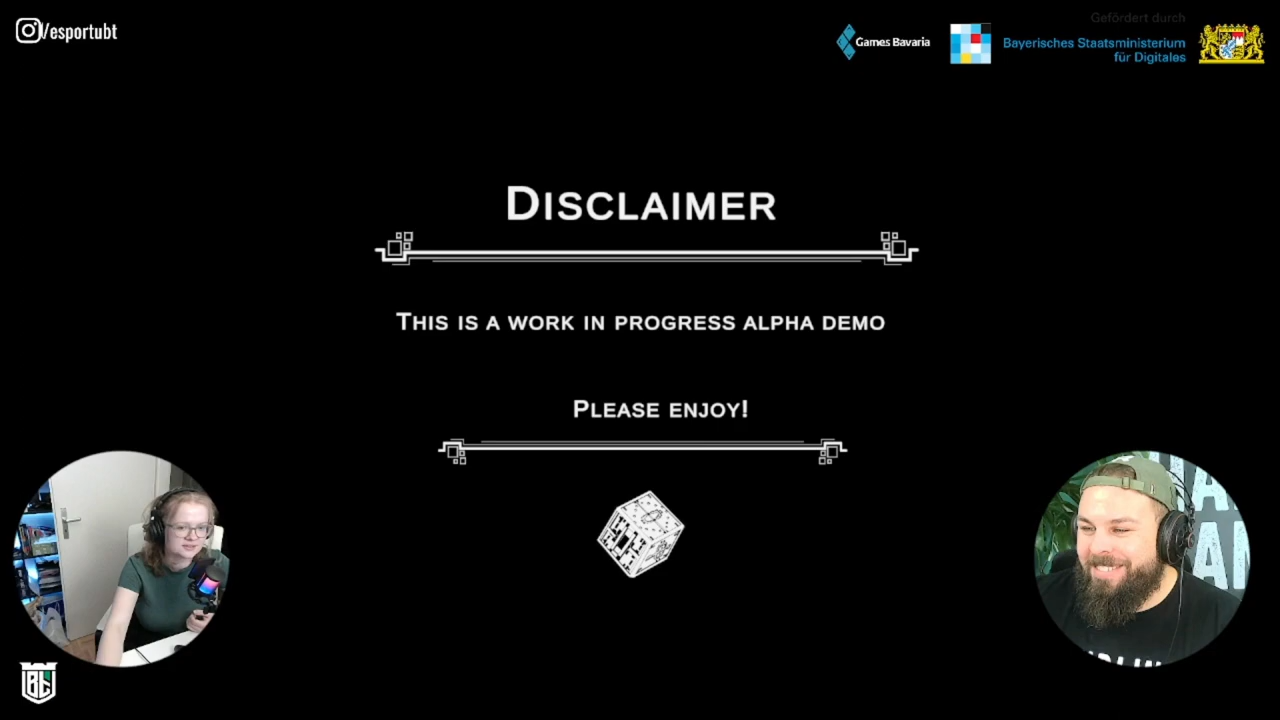 /esportubt
Games Bavaria
Gefördert durch
Bayerisches Staatsministerium
für Digitales
DISCLAIMER
THIS IS A WORK IN PROGRESS ALPHA DEMO
PLEASE ENJOY!